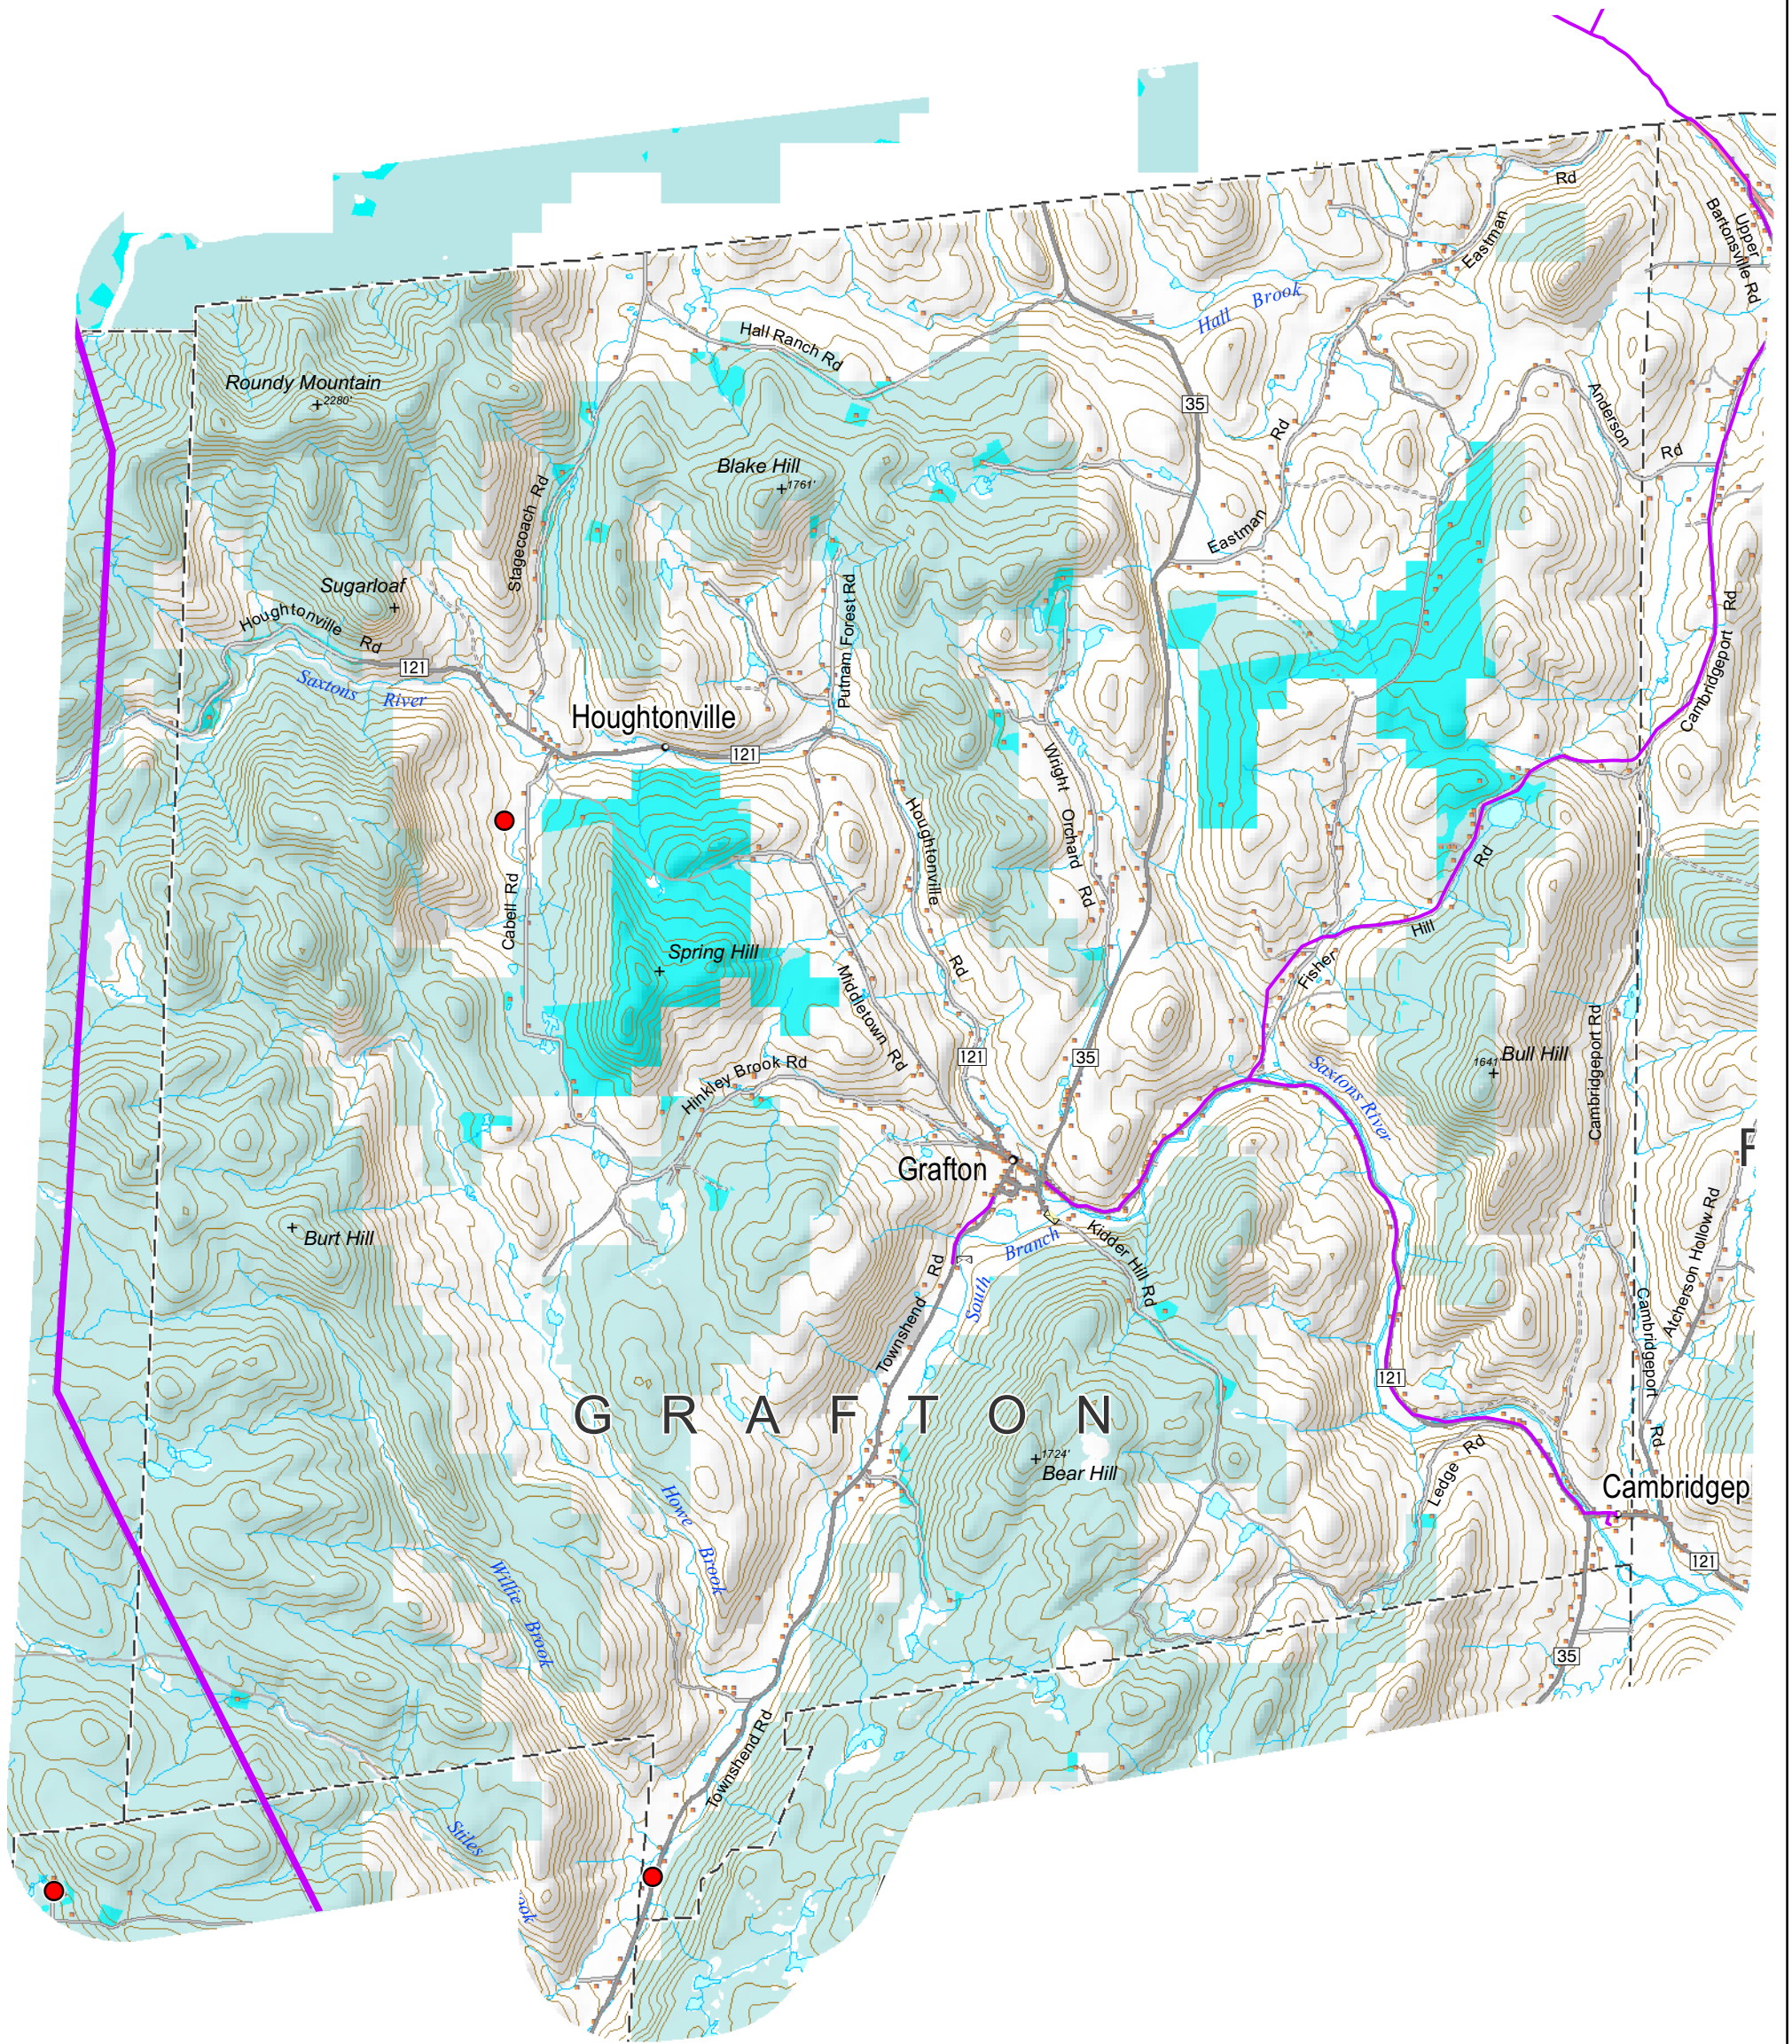 Rd
Upper
Bartonsville Rd
Eastman
Hall Brook
Hall Ranch Rd
Roundy Mountain
2280'
35
Anderson
Rd
Rd
Blake Hill
1761'
Stagecoach Rd
Eastman
Sugarloaf
Putnam Forest Rd
Houghtonville Rd
121
Saxtons River
Cambridgeport Rd
Houghtonville
121
Wright Orchard Rd
Houghtonville Rd
Cabell Rd
Fisher Hill Rd
Spring Hill
Middletown Rd
121
35
Hinkley Brook Rd
Saxtons River
1641'
Bull Hill
Cambridgeport Rd
Grafton
F
Burt Hill
Kidder Hill Rd
South Branch
Townshend Rd
Atcherson Hollow Rd
Cambridgeport Rd
121
GRAFTON
1724'
Bear Hill
Ledge Rd
Cambridgep
Howe Brook
Willie Brook
121
35
Townshend Rd
Stiles
ook